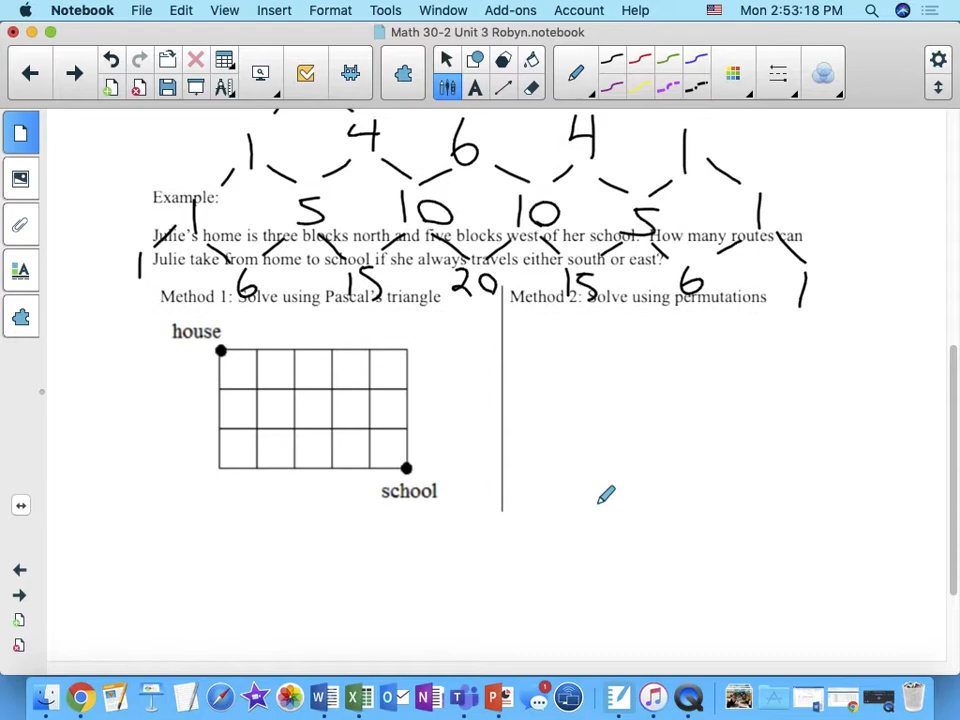 Notebook File Edit View Insert Format Tools Window Add-ons Account Help Mon 2:53:18 PM
Math 30-2 Unit 3 Robyn.notebook
1 4 6 4 1
Example:
1 5 10 10 5 1
Julie's home is three blocks north and five blocks west of her school. How many routes can
Julie take from home to school if she always travels either south or east?
1 6 15 20 15 6 1
Method 1: Solve using Pascal's triangle
Method 2: Solve using permutations
house
school